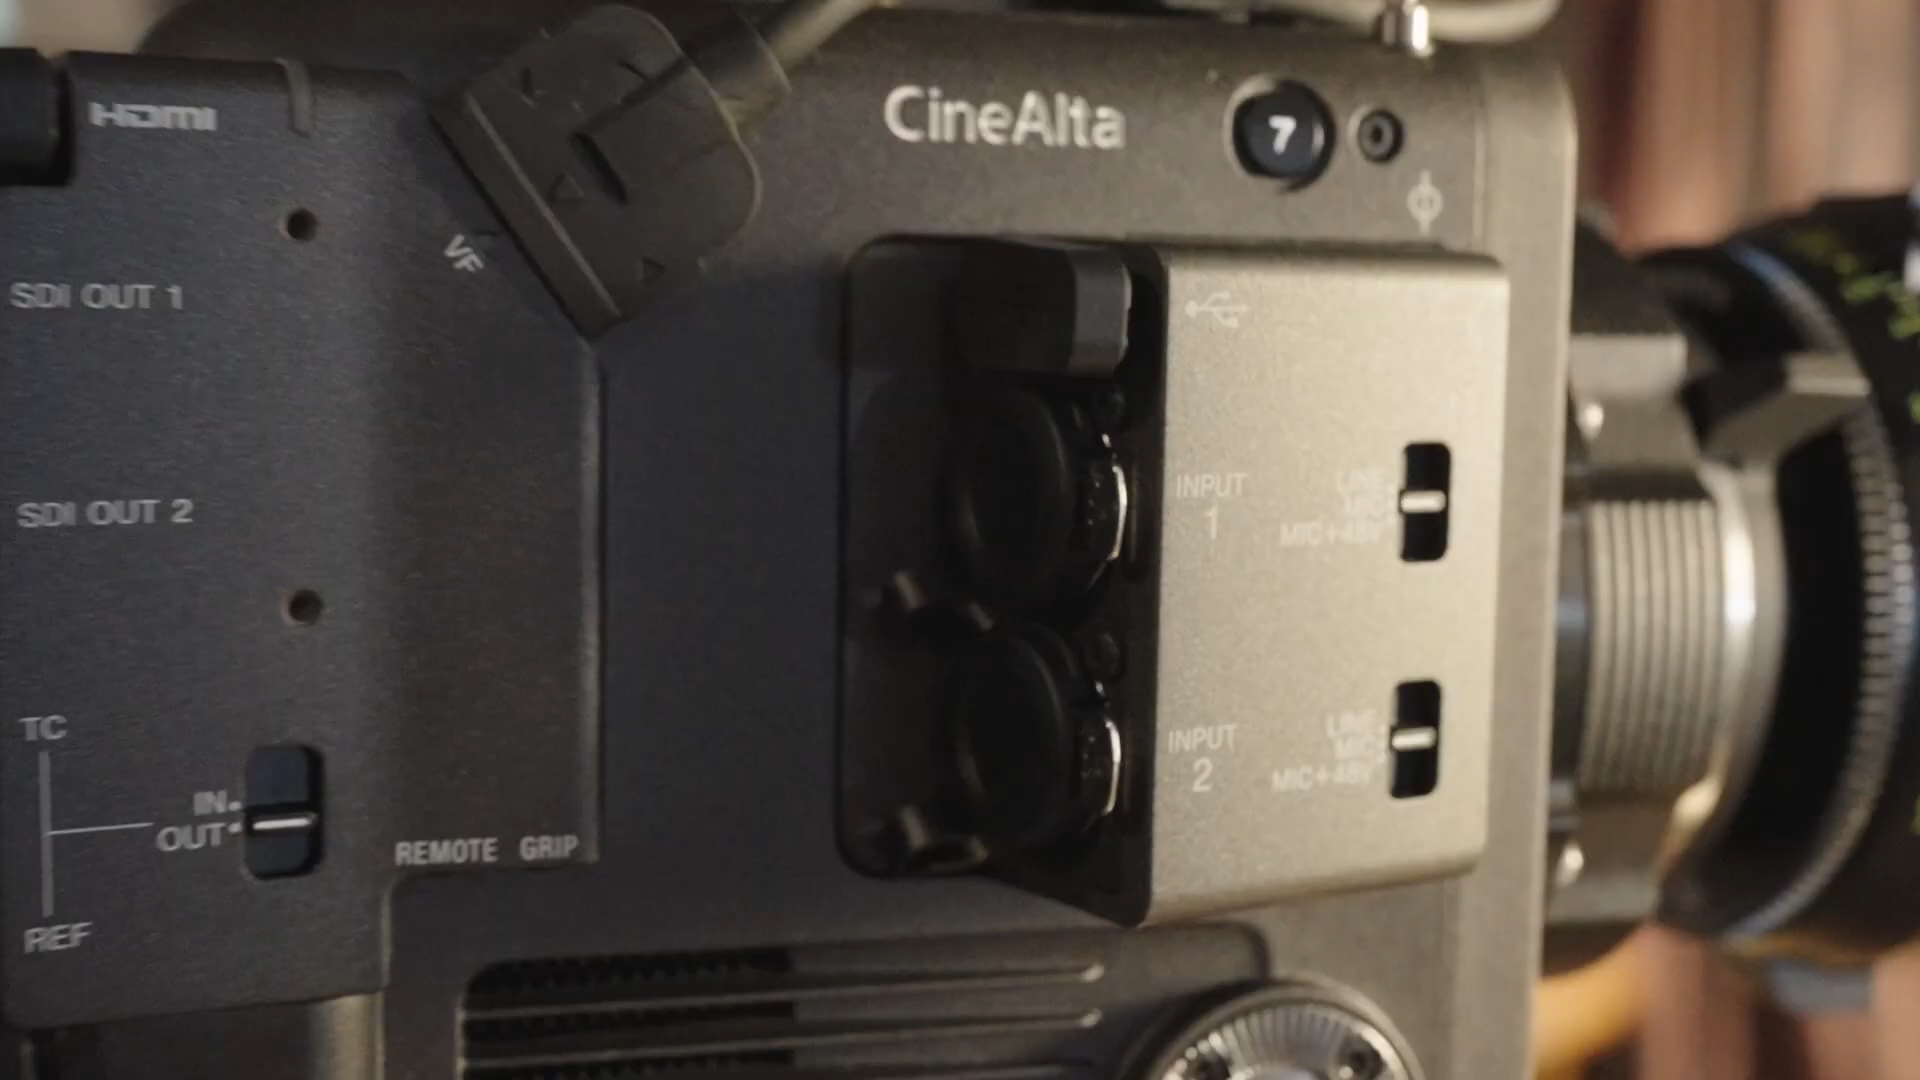 HDMI
CineAlta
7
VF
SDI OUT 1
INPUT
1
LINE
MIC
MIC+48V
SDI OUT 2
INPUT
2
LINE
MIC
MIC+48V
TC
IN
OUT
REF
REMOTE GRIP